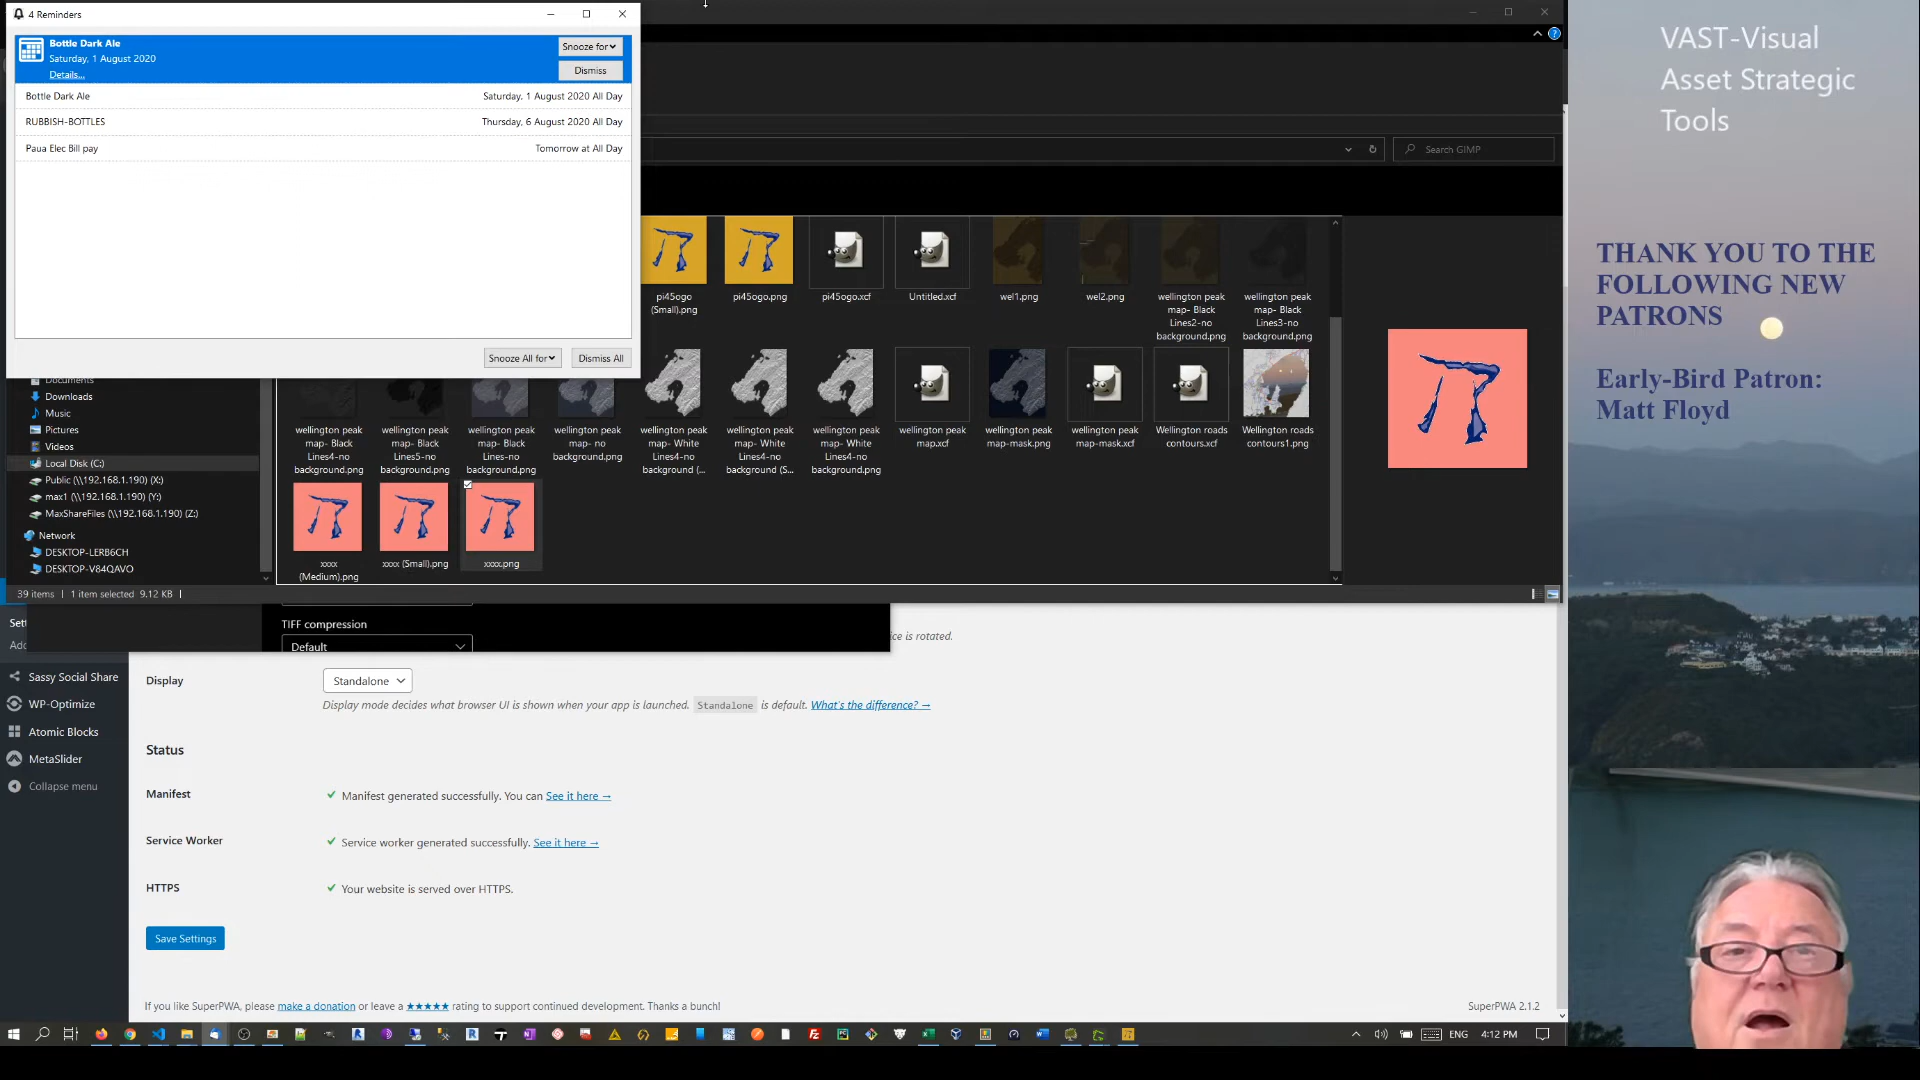 4 Reminders
Bottle Dark Ale
Saturday, 1 August 2020
Details...
Snooze for
Dismiss
Bottle Dark Ale
Saturday, 1 August 2020 All Day
RUBBISH-BOTTLES
Thursday, 6 August 2020 All Day
Paua Elec Bill pay
Tomorrow at All Day
Snooze All for
Dismiss All
Search GIMP
pi45ogo
(Small).png
pi45ogo.png
pi45ogo.xcf
Untitled.xcf
wel1.png
wel2.png
wellington peak
map- Black
Lines2-no
background.png
wellington peak
map- Black
Lines3-no
background.png
wellington peak
map- Black
Lines4-no
background.png
wellington peak
map- Black
Lines5-no
background.png
wellington peak
map- Black
Lines-no
background.png
wellington peak
map- no
background.png
wellington peak
map- White
Lines4-no
background (...
wellington peak
map- White
Lines4-no
background (S...
wellington peak
map- White
Lines4-no
background.png
wellington peak
map.xcf
wellington peak
map-mask.png
wellington peak
map-mask.xcf
Wellington roads
contours.xcf
Wellington roads
contours1.png
xxxx
(Medium).png
xxxx (Small).png
xxxx.png
Documents
Downloads
Music
Pictures
Videos
Local Disk (C:)
Public (\\192.168.1.190) (X:)
max1 (\\192.168.1.190) (Y:)
MaxShareFiles (\\192.168.1.190) (Z:)
Network
DESKTOP-LERB6CH
DESKTOP-V84QAVO
39 items
1 item selected 9.12 KB
TIFF compression
Default
ice is rotated.
Sett
Add
Sassy Social Share
WP-Optimize
Atomic Blocks
MetaSlider
Collapse menu
Display
Standalone
Display mode decides what browser UI is shown when your app is launched. Standalone is default. What's the difference? →
Status
Manifest
Manifest generated successfully. You can See it here →
Service Worker
Service worker generated successfully. See it here →
HTTPS
Your website is served over HTTPS.
Save Settings
If you like SuperPWA, please make a donation or leave a ★★★★★ rating to support continued development. Thanks a bunch!
SuperPWA 2.1.2
ENG
4:12 PM
VAST-Visual
Asset Strategic
Tools
THANK YOU TO THE
FOLLOWING NEW
PATRONS
Early-Bird Patron:
Matt Floyd